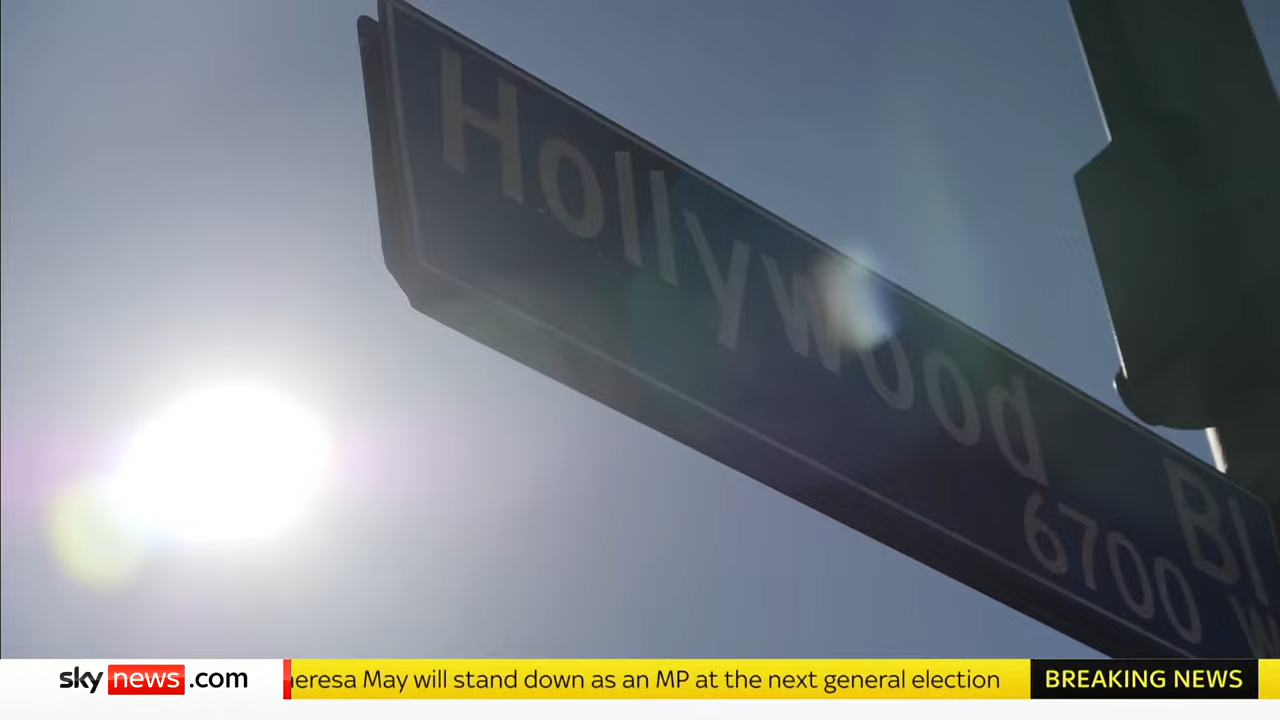 Hollywood Bl
6700 W
sky news .com
heresa May will stand down as an MP at the next general election
BREAKING NEWS